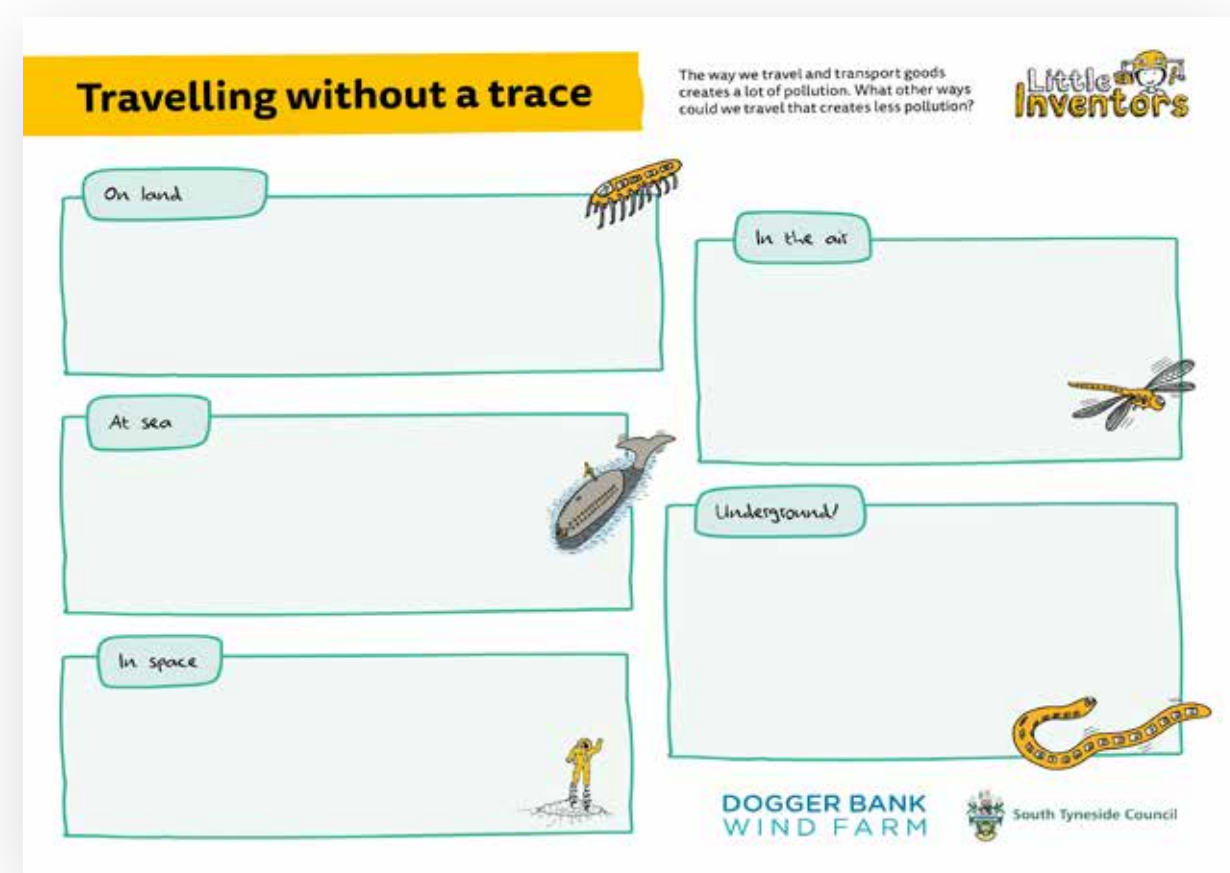 Travelling without a trace
The way we travel and transport goods
creates a lot of pollution. What other ways
could we travel that creates less pollution?
Little
Inventors
On land
In the air
At sea
Underground!
In space
DOGGER BANK
WIND FARM
South Tyneside Council